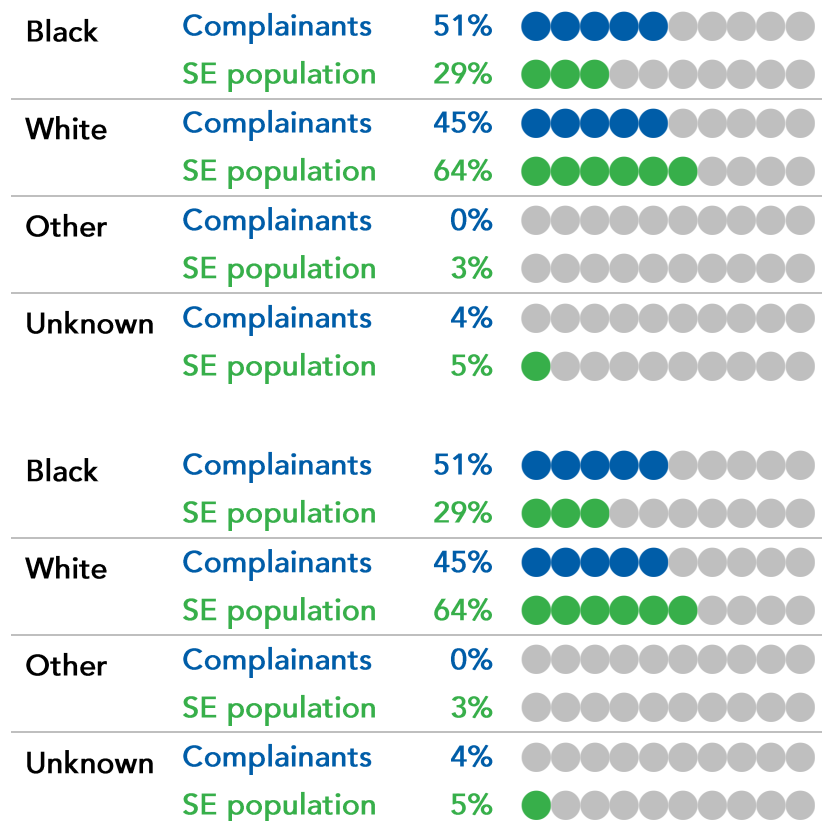 Black Complainants 51%
SE population 29%
White Complainants 45%
SE population 64%
Other Complainants 0%
SE population 3%
Unknown Complainants 4%
SE population 5%
Black Complainants 51%
SE population 29%
White Complainants 45%
SE population 64%
Other Complainants 0%
SE population 3%
Unknown Complainants 4%
SE population 5%